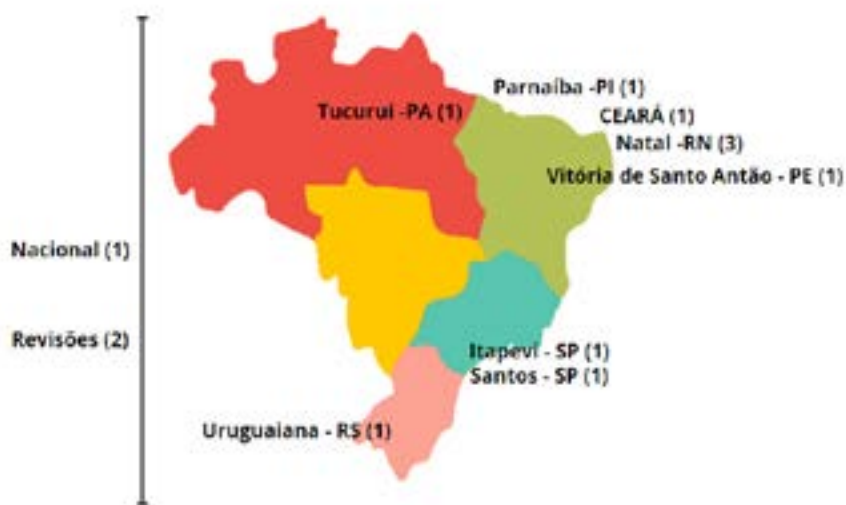 Parnaíba -PI (1)
Tucuruí -PA (1)
CEARÁ (1)
Natal -RN (3)
Vitória de Santo Antão - PE (1)
Nacional (1)
Revisões (2)
Itapevi - SP (1)
Santos - SP (1)
Uruguaiana - RS (1)